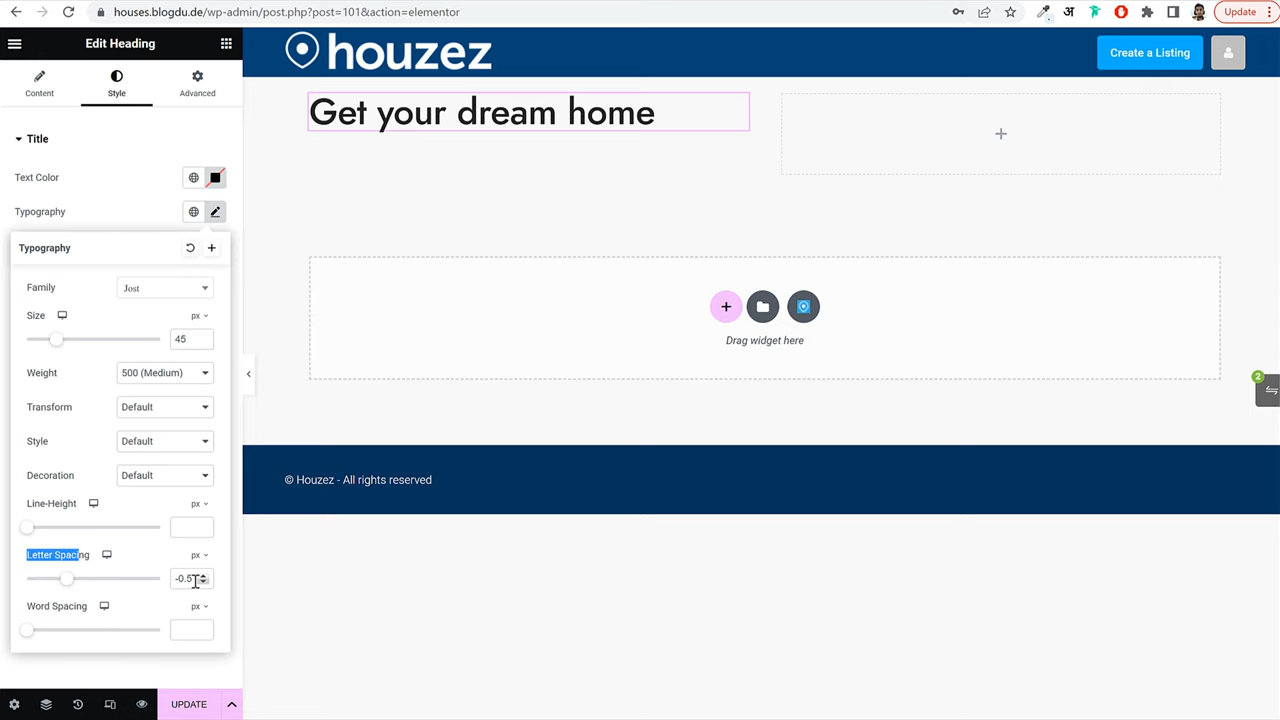 houses.blogdu.de/wp-admin/post.php?post=101&action=elementor
अ
Update
Edit Heading
houzez
Create a Listing
Content
Style
Advanced
Get your dream home
Title
Text Color
Typography
Typography
Family
Jost
Size
px
45
Weight
500 (Medium)
Transform
Default
Style
Default
Decoration
Default
Line-Height
px
Letter Spacing
px
-0.5
Word Spacing
px
Drag widget here
2
© Houzez - All rights reserved
UPDATE